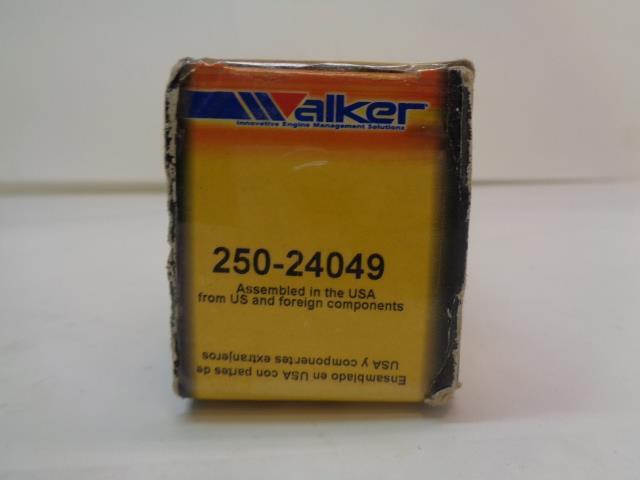 Walker
Innovative Engine Management Solutions
250-24049
Assembled in the USA
from US and foreign components
Ensamblado en USA con partes de
USA y componertes extranjeros